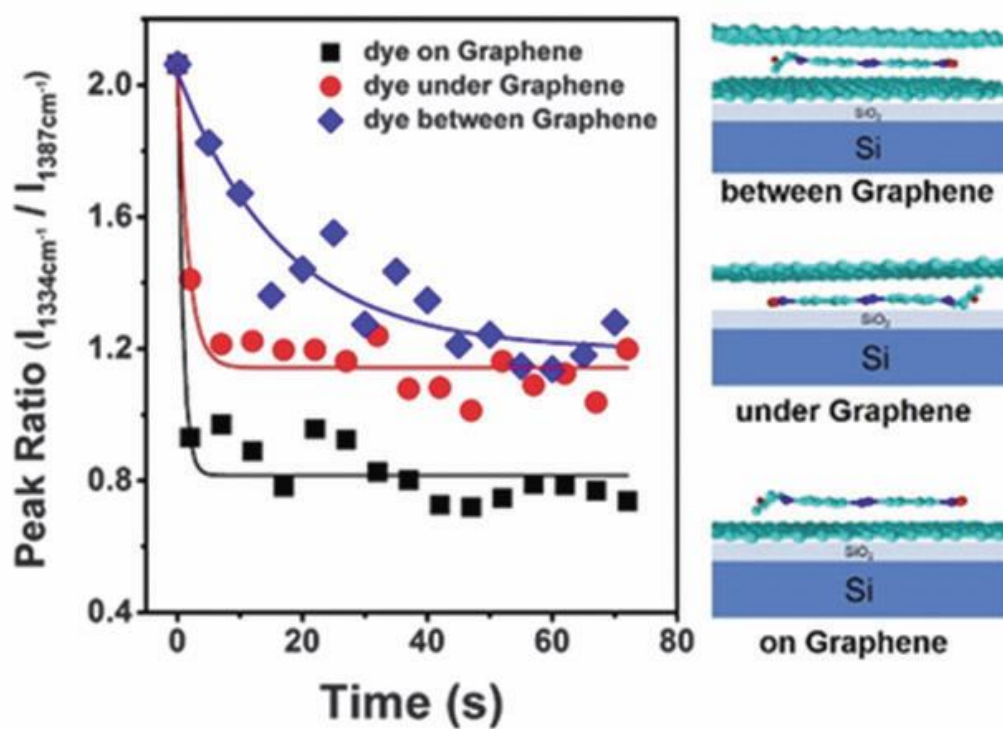 Peak Ratio (I1334cm-1 / I1387cm-1)
2.0
1.6
1.2
0.8
0.4
dye on Graphene
dye under Graphene
dye between Graphene
0 20 40 60 80
Time (s)
SiO2
Si
between Graphene
SiO2
Si
under Graphene
SiO2
Si
on Graphene